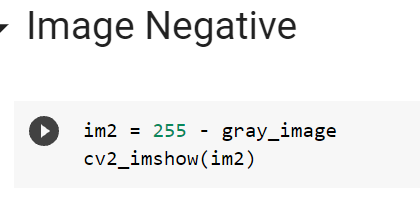 Image Negative
im2 = 255 - gray_image
cv2_imshow(im2)